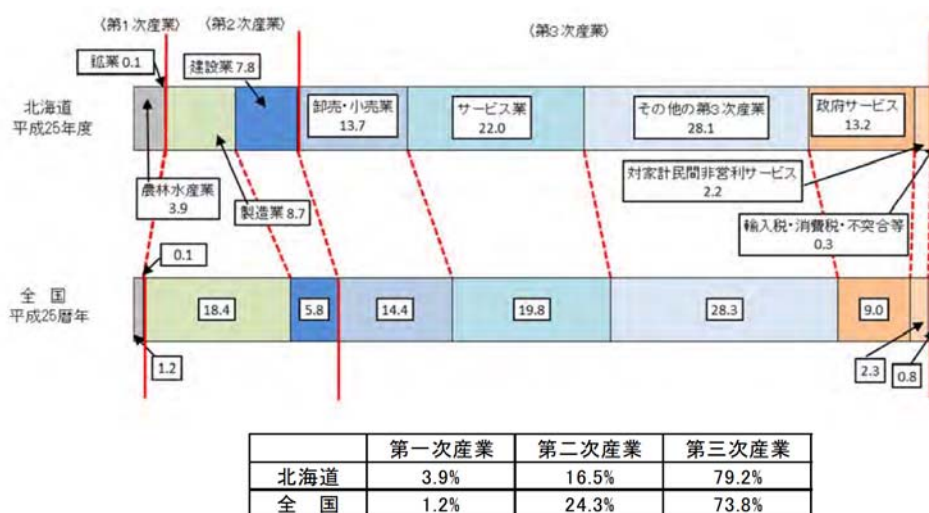 〈第1次産業〉
〈第2次産業〉
〈第3次産業〉
鉱業 0.1
建設業 7.8
北海道
平成25年度
卸売・小売業
13.7
サービス業
22.0
その他の第3次産業
28.1
政府サービス
13.2
農林水産業
3.9
製造業 8.7
対家計民間非営利サービス
2.2
輸入税・消費税・不突合等
0.3
0.1
全 国
平成25暦年
18.4
5.8
14.4
19.8
28.3
9.0
1.2
2.3
0.8
第一次産業 第二次産業 第三次産業
北海道 3.9% 16.5% 79.2%
全 国 1.2% 24.3% 73.8%